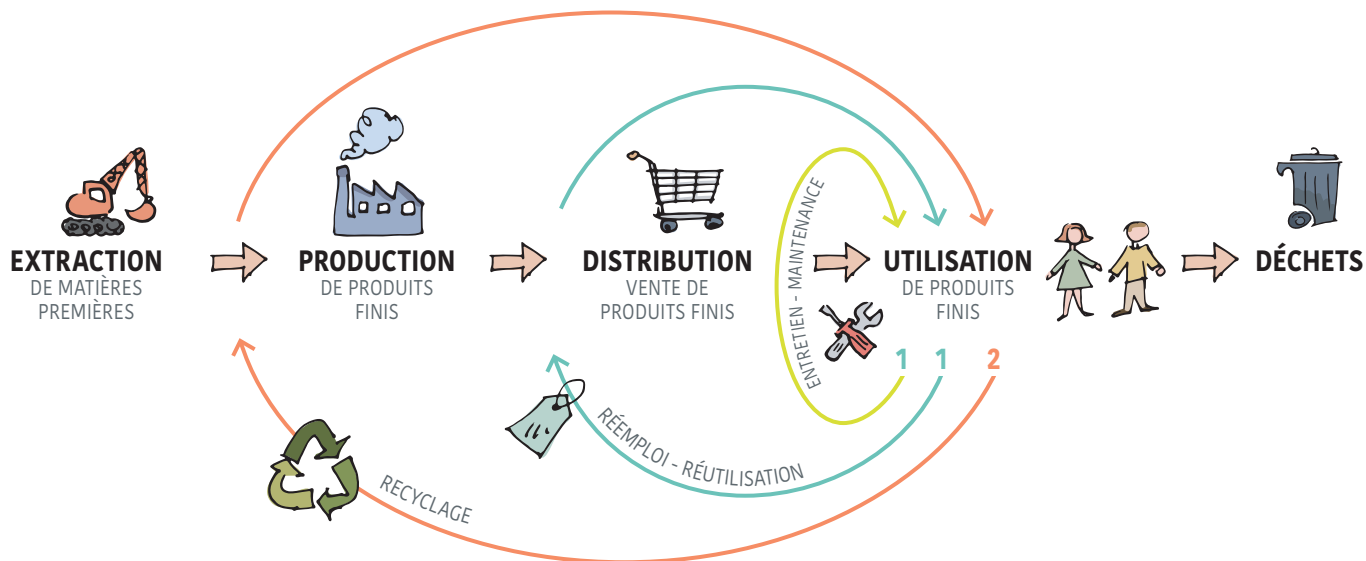 EXTRACTION
DE MATIÈRES
PREMIÈRES
PRODUCTION
DE PRODUITS
FINIS
DISTRIBUTION
VENTE DE
PRODUITS FINIS
ENTRETIEN - MAINTENANCE
UTILISATION
DE PRODUITS
FINIS
DÉCHETS
1 1 2
RÉEMPLOI - RÉUTILISATION
RECYCLAGE